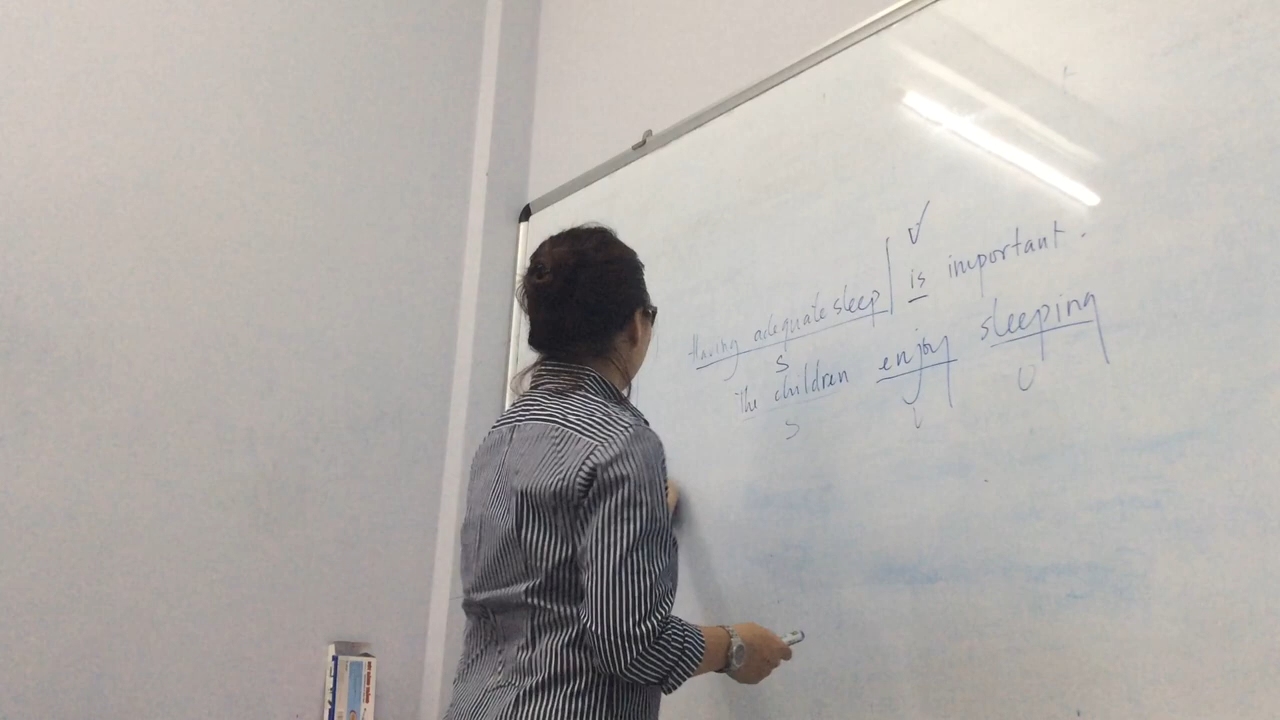 Having adequate sleep is important.
S
The children enjoy sleeping
S